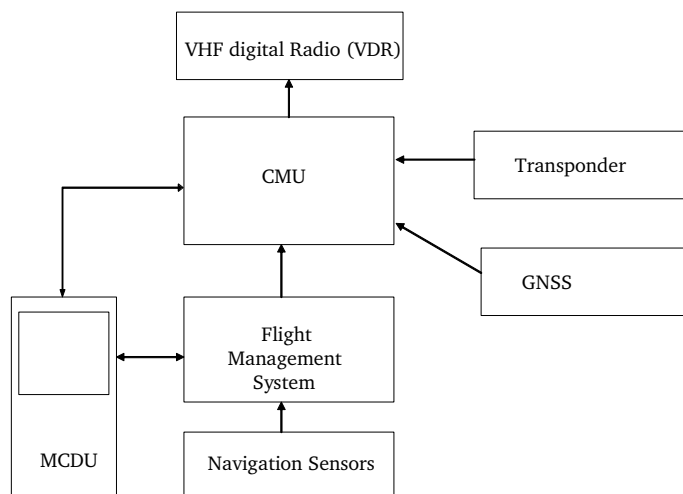 VHF digital Radio (VDR)
CMU
Transponder
GNSS
Flight
Management
System
MCDU
Navigation Sensors